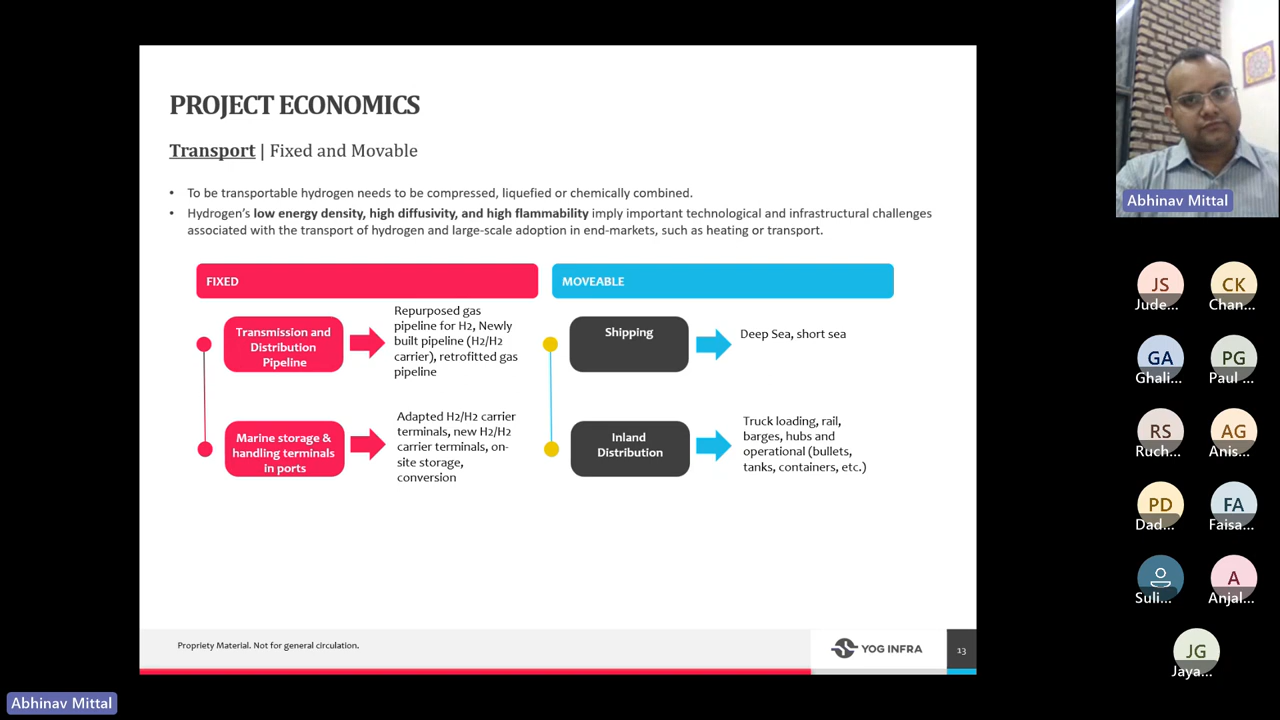 PROJECT ECONOMICS
Transport | Fixed and Movable
• To be transportable hydrogen needs to be compressed, liquefied or chemically combined.
• Hydrogen's low energy density, high diffusivity, and high flammability imply important technological and infrastructural challenges
associated with the transport of hydrogen and large-scale adoption in end-markets, such as heating or transport.
FIXED
Transmission and
Distribution
Pipeline
Repurposed gas
pipeline for H2, Newly
built pipeline (H2/H2
carrier), retrofitted gas
pipeline
Marine storage &
handling terminals
in ports
Adapted H2/H2 carrier
terminals, new H2/H2
carrier terminals, on-
site storage,
conversion
MOVEABLE
Shipping
Deep Sea, short sea
Inland
Distribution
Truck loading, rail,
barges, hubs and
operational (bullets,
tanks, containers, etc.)
Propriety Material. Not for general circulation.
YOG INFRA
13
Abhinav Mittal
Abhinav Mittal
JS
Jude...
CK
Chan...
GA
Ghali...
PG
Paul ...
RS
Ruch...
AG
Anis...
PD
Dad...
FA
Faisa...
Suli...
A
Anjal...
JG
Jaya...